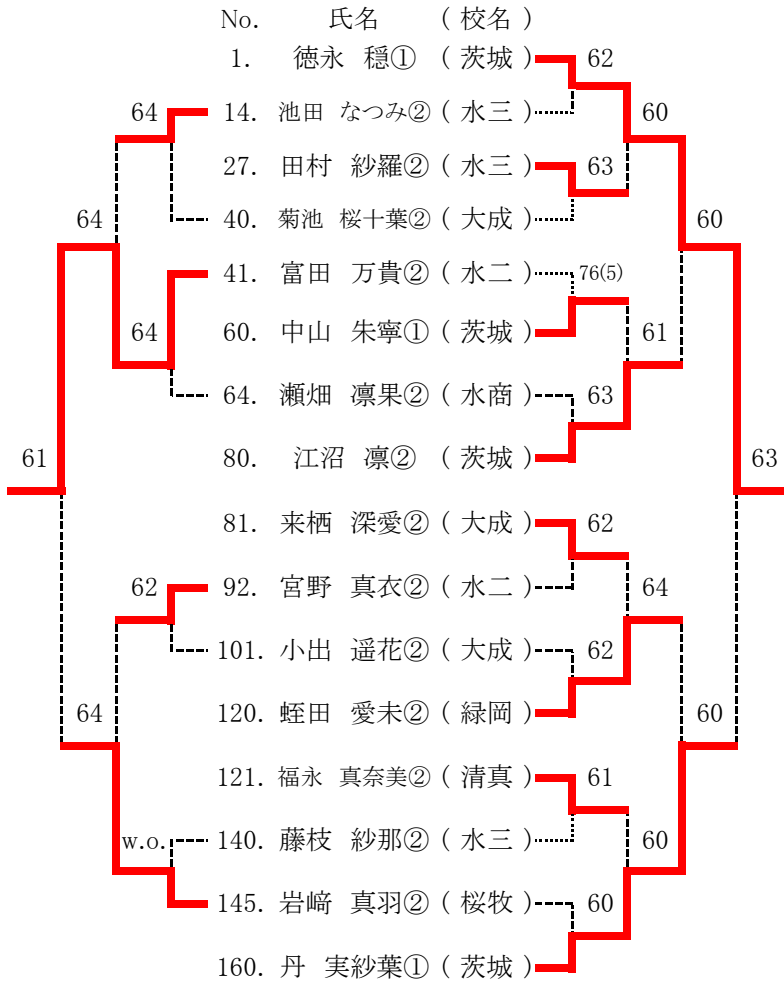 No. 氏名 (校名)
1. 徳永 穏① (茨城) 62
64 14. 池田 なつみ② (水三) 60
27. 田村 紗羅② (水三) 63
64 40. 菊池 桜十葉② (大成) 60
41. 富田 万貴② (水二) 76(5)
64 60. 中山 朱寧① (茨城) 61
64. 瀬畑 凛果② (水商) 63
61 80. 江沼 凛② (茨城) 63
81. 来栖 深愛② (大成) 62
62 92. 宮野 真衣② (水二) 64
101. 小出 遥花② (大成) 62
64 120. 蛭田 愛未② (緑岡) 60
121. 福永 真奈美② (清真) 61
w.o. 140. 藤枝 紗那② (水三) 60
145. 岩﨑 真羽② (桜牧) 60
160. 丹 実紗葉① (茨城)